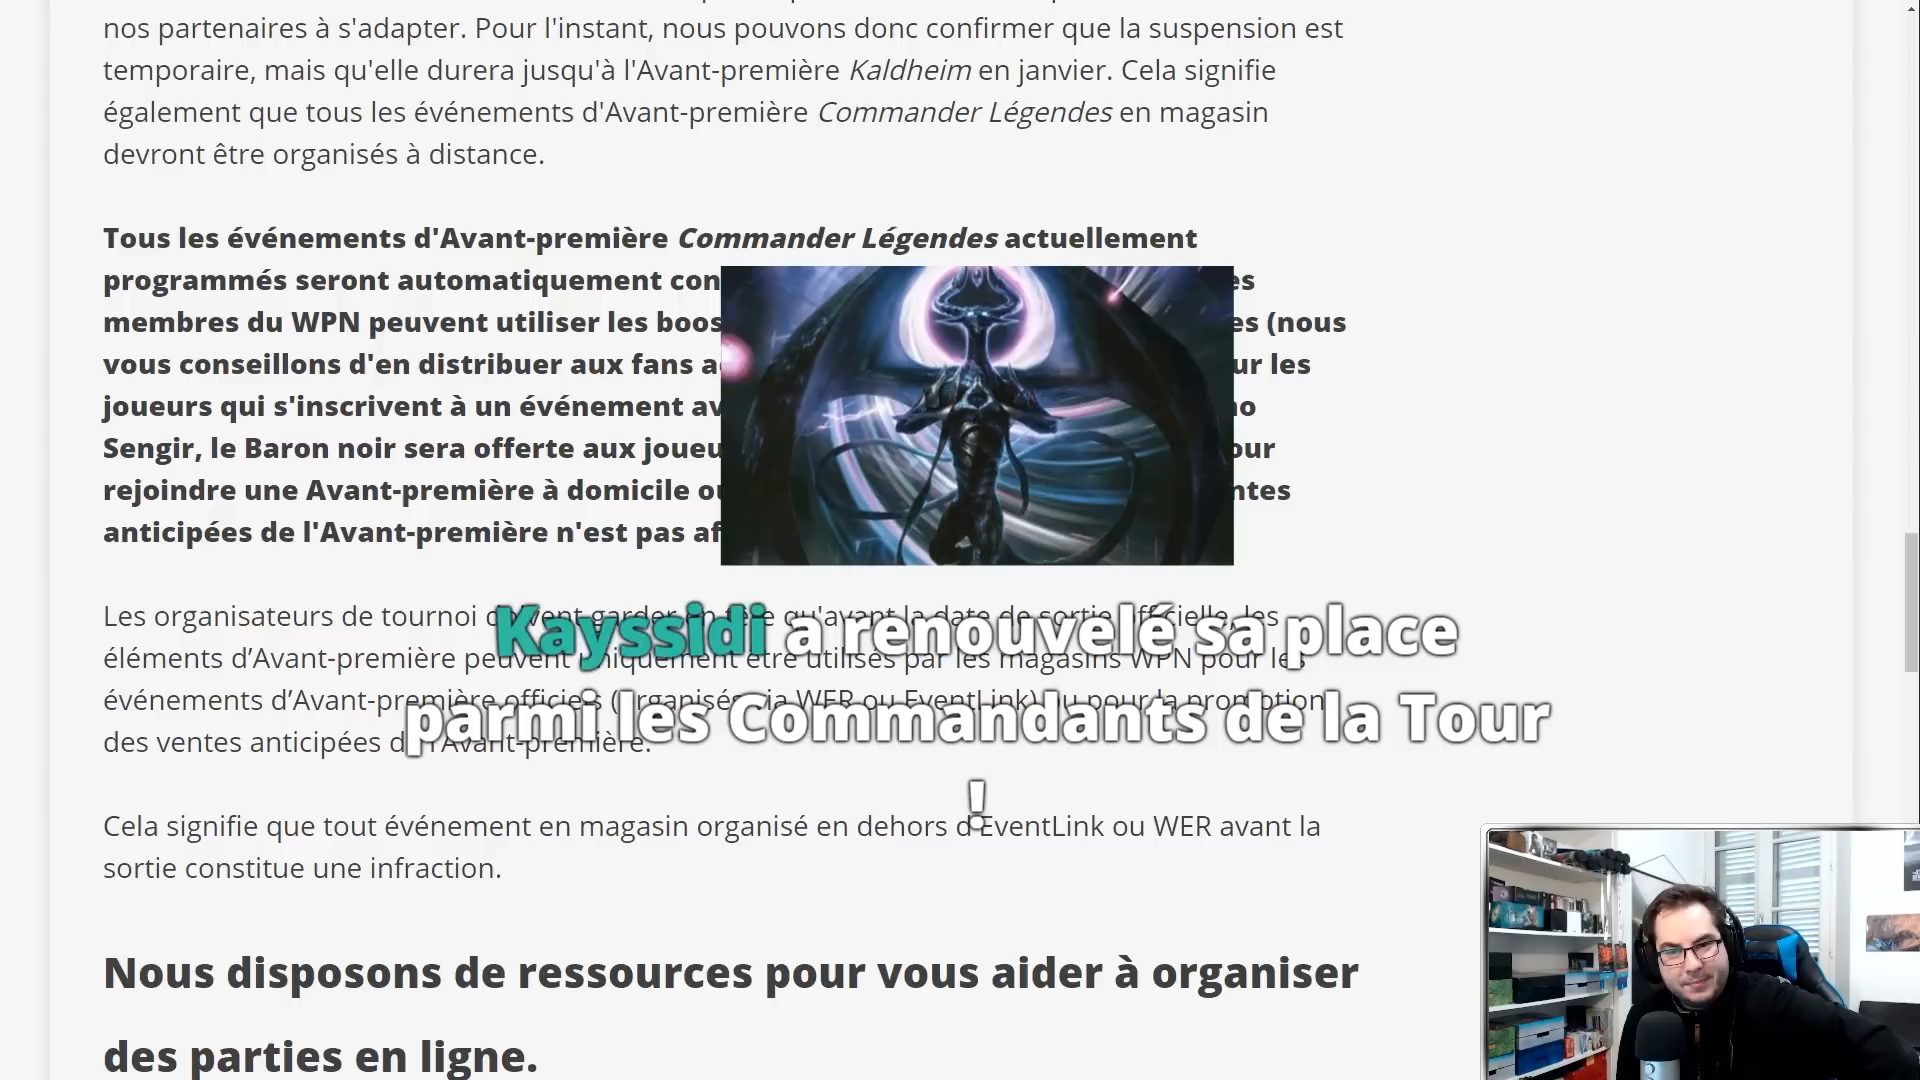 nos partenaires à s'adapter. Pour l'instant, nous pouvons donc confirmer que la suspension est
temporaire, mais qu'elle durera jusqu'à l'Avant-première Kaldheim en janvier. Cela signifie
également que tous les événements d'Avant-première Commander Légendes en magasin
devront être organisés à distance.
Tous les événements d'Avant-première Commander Légendes actuellement
programmés seront automatiquement con es
membres du WPN peuvent utiliser les boos es (nous
vous conseillons d'en distribuer aux fans a ur les
joueurs qui s'inscrivent à un événement av no
Sengir, le Baron noir sera offerte aux joueu our
rejoindre une Avant-première à domicile ou ntes
anticipées de l'Avant-première n'est pas af
Les organisateurs de tournoi doivent garder en tête qu'avant la date de sortie officielle, les
Kayssidi a renouvelé sa place
éléments d'Avant-première peuvent uniquement être utilisés par les magasins WPN pour les
événements d'Avant-première officiels (organisés via WER ou EventLink) ou pour la promotion
parmi les Commandants de la Tour
des ventes anticipées de l'Avant-première.
!
Cela signifie que tout événement en magasin organisé en dehors d'EventLink ou WER avant la
sortie constitue une infraction.
Nous disposons de ressources pour vous aider à organiser
des parties en ligne.